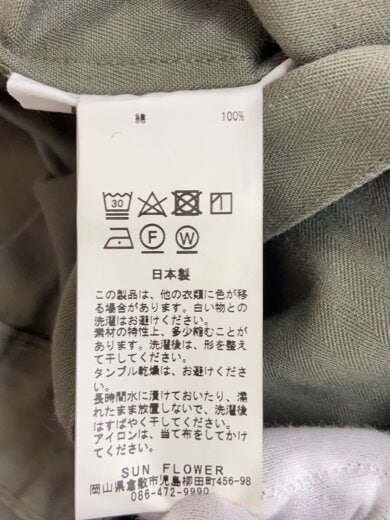 綿 100%
30
F W
日本製
この製品は、他の衣類に色が移
る場合があります。白い物との
洗濯はお避けください。
素材の特性上、多少縮むことが
あります。洗濯後は、形を整え
て干してください。
タンブル乾燥は、お避けくださ
い。
長時間水に漬けておいたり、濡
れたまま放置しないで、洗濯後
はすばやく干してください。
アイロンは、当て布をしてかけ
てください。
SUN FLOWER
岡山県倉敷市児島柳田町456-98
086-472-9990